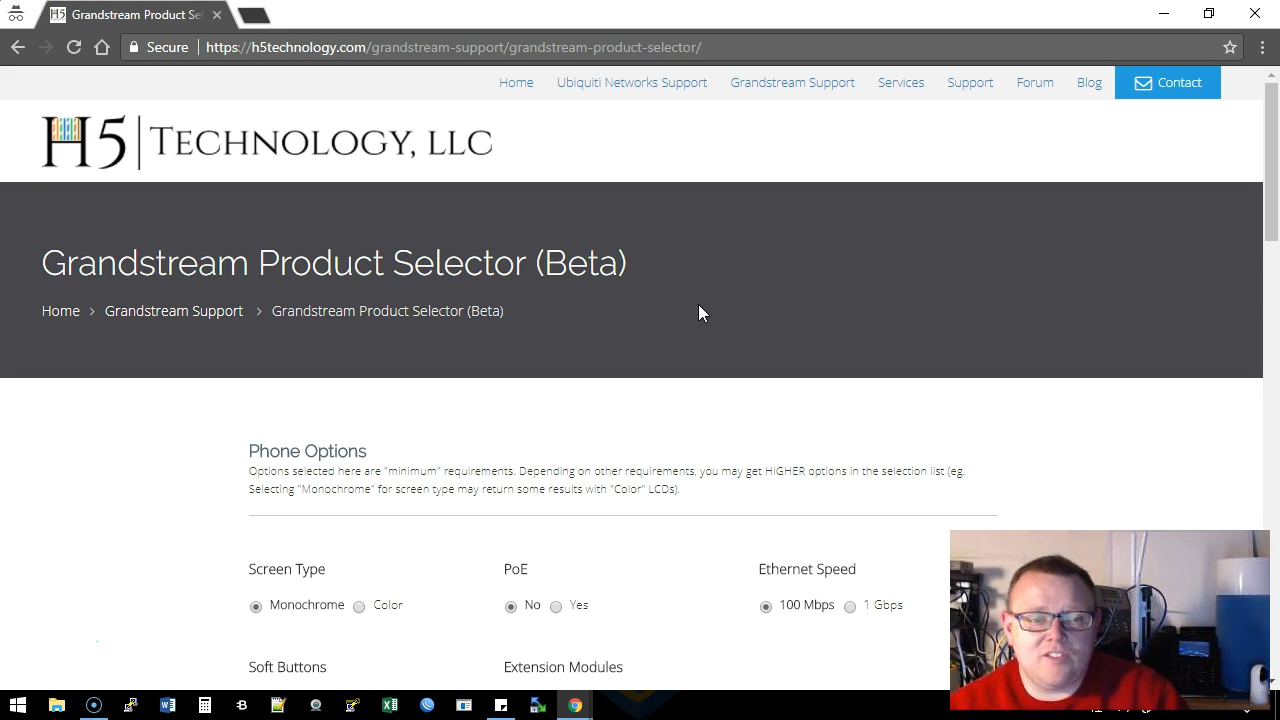 H5 Grandstream Product Se
Secure https://h5technology.com/grandstream-support/grandstream-product-selector/
Home Ubiquiti Networks Support Grandstream Support Services Support Forum Blog Contact
H5 TECHNOLOGY, LLC
Grandstream Product Selector (Beta)
Home > Grandstream Support > Grandstream Product Selector (Beta)
Phone Options
Options selected here are "minimum" requirements. Depending on other requirements, you may get HIGHER options in the selection list (eg.
Selecting "Monochrome" for screen type may return some results with "Color" LCDs).
Screen Type PoE Ethernet Speed
Monochrome Color No Yes 100 Mbps 1 Gbps
Soft Buttons Extension Modules